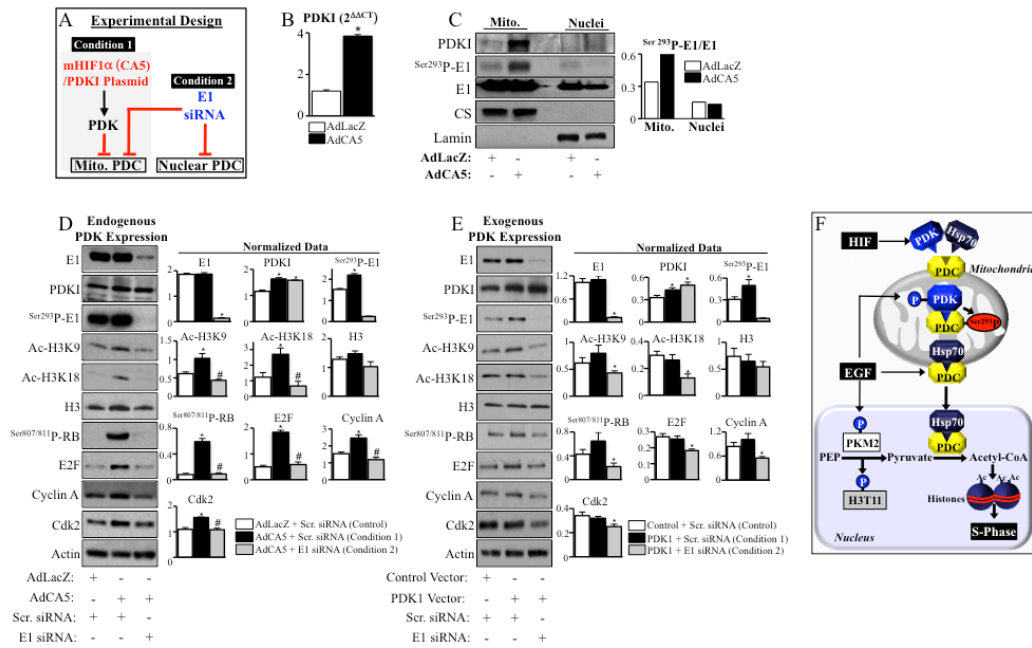 A
Experimental Design
Condition 1
mHIF1α (CA5)
/PDKI Plasmid
Condition 2
E1
siRNA
PDK
Mito. PDC
Nuclear PDC
B
PDKI (2^ΔΔCT)
4
3
2
1
0
*
AdLacZ
AdCA5
C
Mito.
Nuclei
PDKI
Ser293P-E1
E1
CS
Lamin
AdLacZ: + - + -
AdCA5: - + - +
Ser 293P-E1/E1
0.6
0.3
0
AdLacZ
AdCA5
Mito. Nuclei
D
Endogenous
PDK Expression
E1
PDKI
Ser293P-E1
Ac-H3K9
Ac-H3K18
H3
Ser807/811P-RB
E2F
Cyclin A
Cdk2
Actin
AdLacZ: + - -
AdCA5: - + +
Scr. siRNA: + + -
E1 siRNA: - - +
Normalized Data
E1
PDKI
Ser293P-E1
Ac-H3K9
Ac-H3K18
H3
Ser807/811P-RB
E2F
Cyclin A
Cdk2
AdLacZ + Scr. siRNA (Control)
AdCA5 + Scr. siRNA (Condition 1)
AdCA5 + E1 siRNA (Condition 2)
E
Exogenous
PDK Expression
E1
PDKI
Ser293P-E1
Ac-H3K9
Ac-H3K18
H3
Ser807/811P-RB
E2F
Cyclin A
Cdk2
Actin
Control Vector: + - -
PDK1 Vector: - + +
Scr. siRNA: + + -
E1 siRNA: - - +
Normalized Data
E1
PDKI
Ser293P-E1
Ac-H3K9
Ac-H3K18
H3
Ser807/811P-RB
E2F
Cyclin A
Cdk2
Control + Scr. siRNA (Control)
PDK1 + Scr. siRNA (Condition 1)
PDK1 + E1 siRNA (Condition 2)
F
HIF
PDK
Hsp70
PDC
Mitochondria
P
PDK
PDC
Ser293P
Hsp70
EGF
PDC
P
PKM2
Hsp70
PDC
PEP
Pyruvate
Acetyl-CoA
P
H3T11
Ac
Ac
Ac
Histones
S-Phase
Nucleus